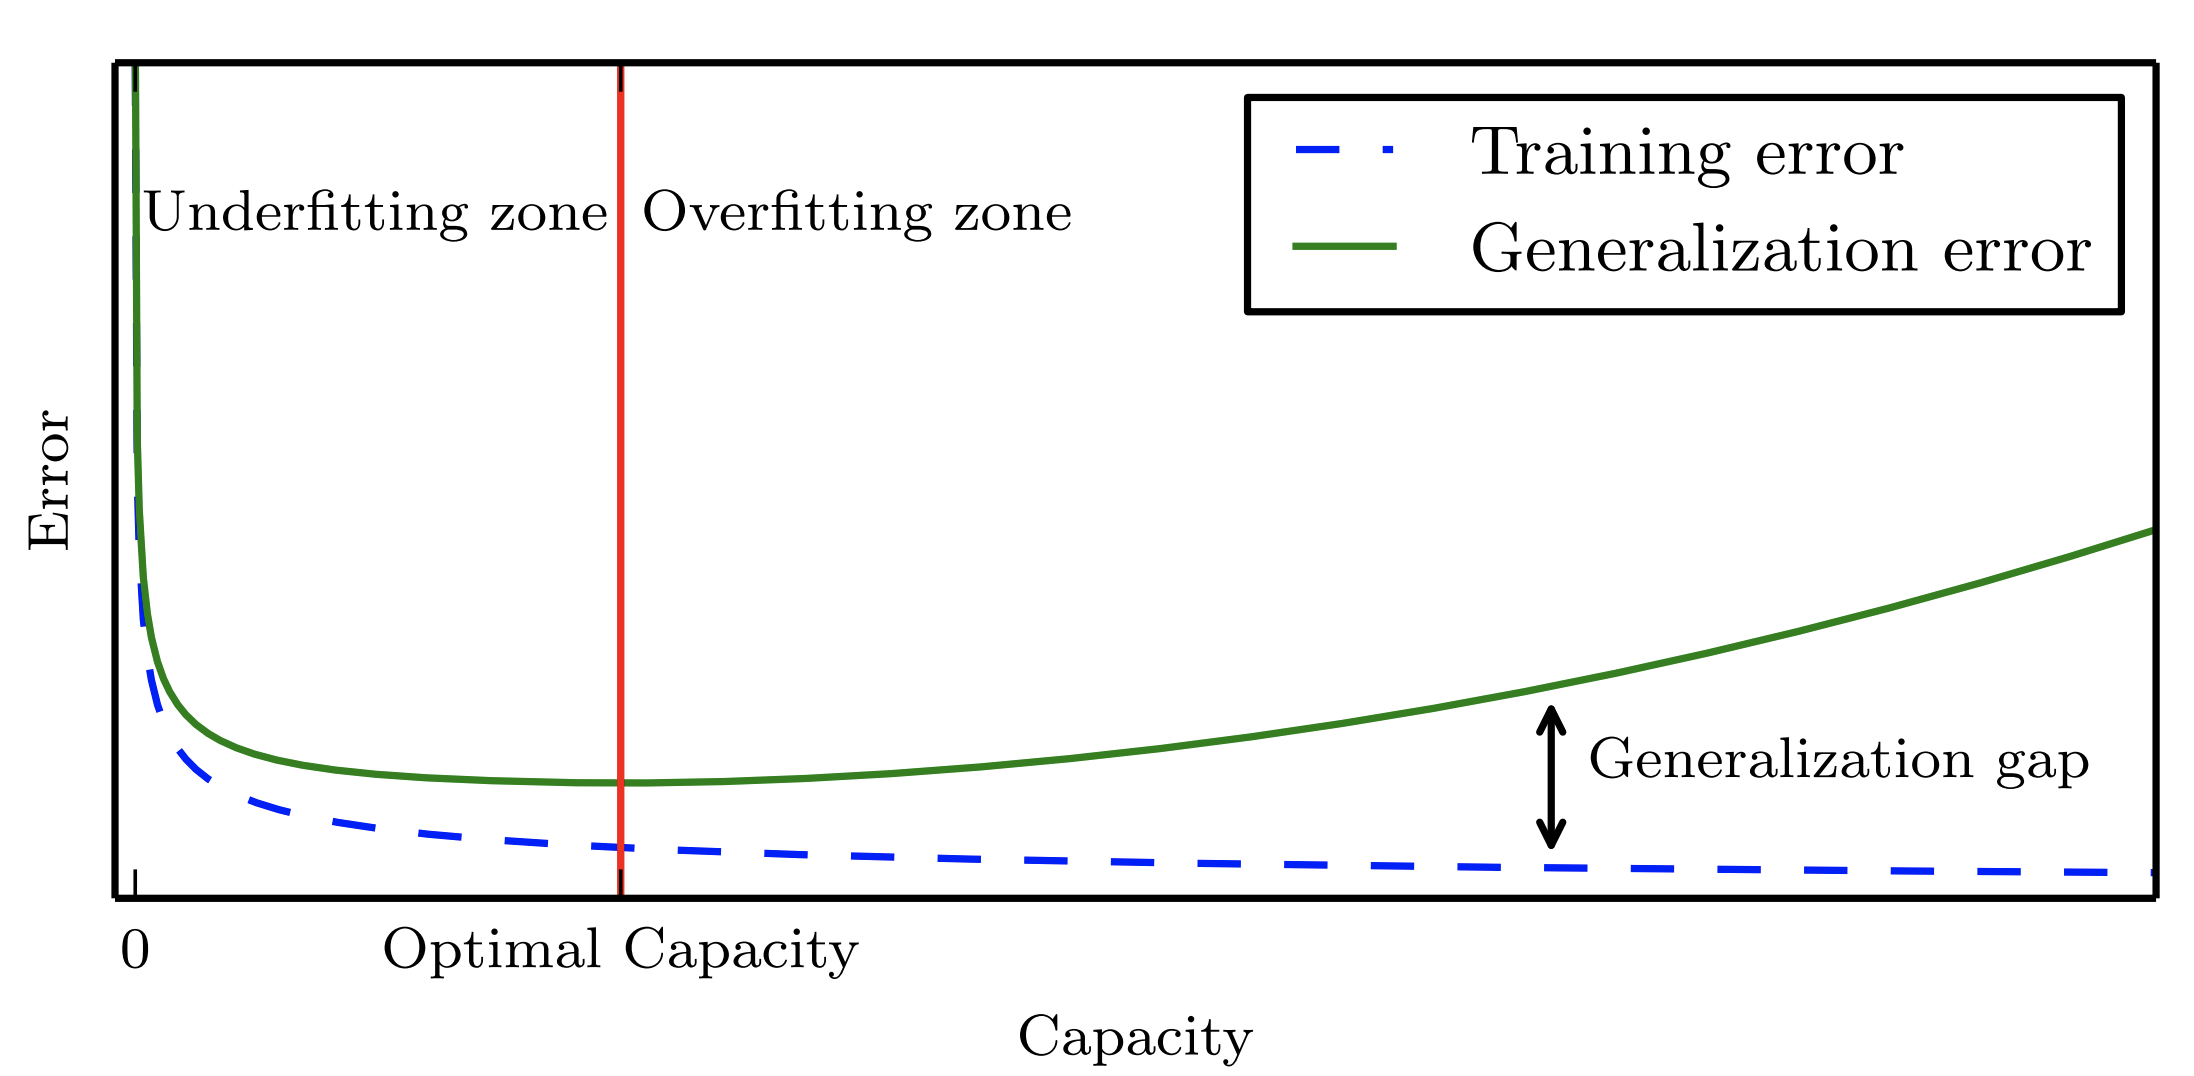 Training error
Generalization error
Underfitting zone
Overfitting zone
Error
Generalization gap
0
Optimal Capacity
Capacity